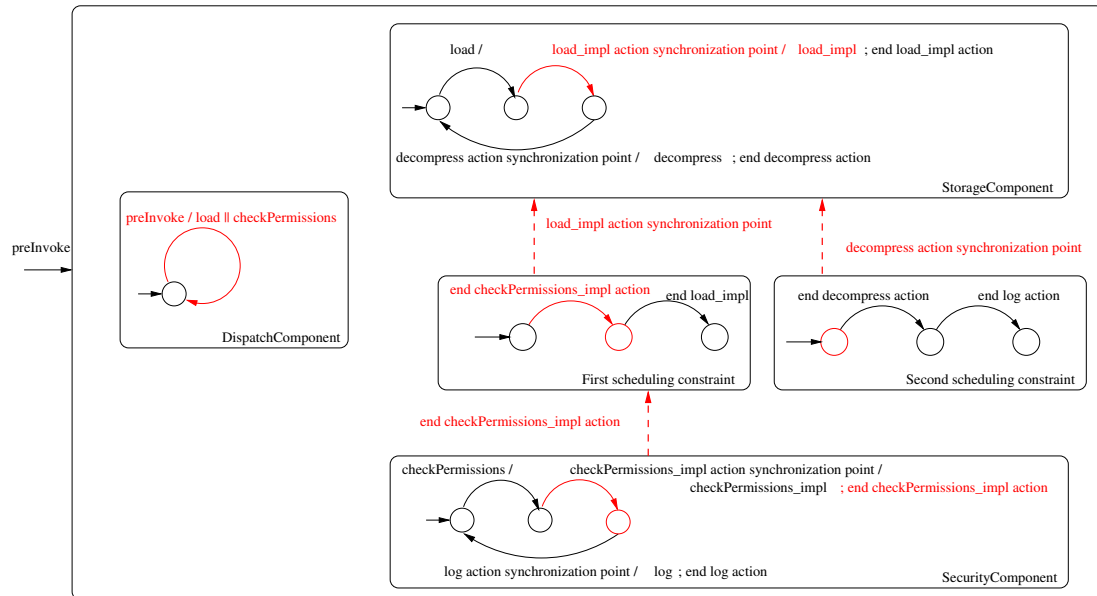 load /
load_impl action synchronization point / load_impl ; end load_impl action
decompress action synchronization point / decompress ; end decompress action
StorageComponent
preInvoke / load || checkPermissions
DispatchComponent
preInvoke
load_impl action synchronization point
decompress action synchronization point
end checkPermissions_impl action
end load_impl
First scheduling constraint
end decompress action
end log action
Second scheduling constraint
end checkPermissions_impl action
checkPermissions /
checkPermissions_impl action synchronization point /
checkPermissions_impl ; end checkPermissions_impl action
log action synchronization point / log ; end log action
SecurityComponent